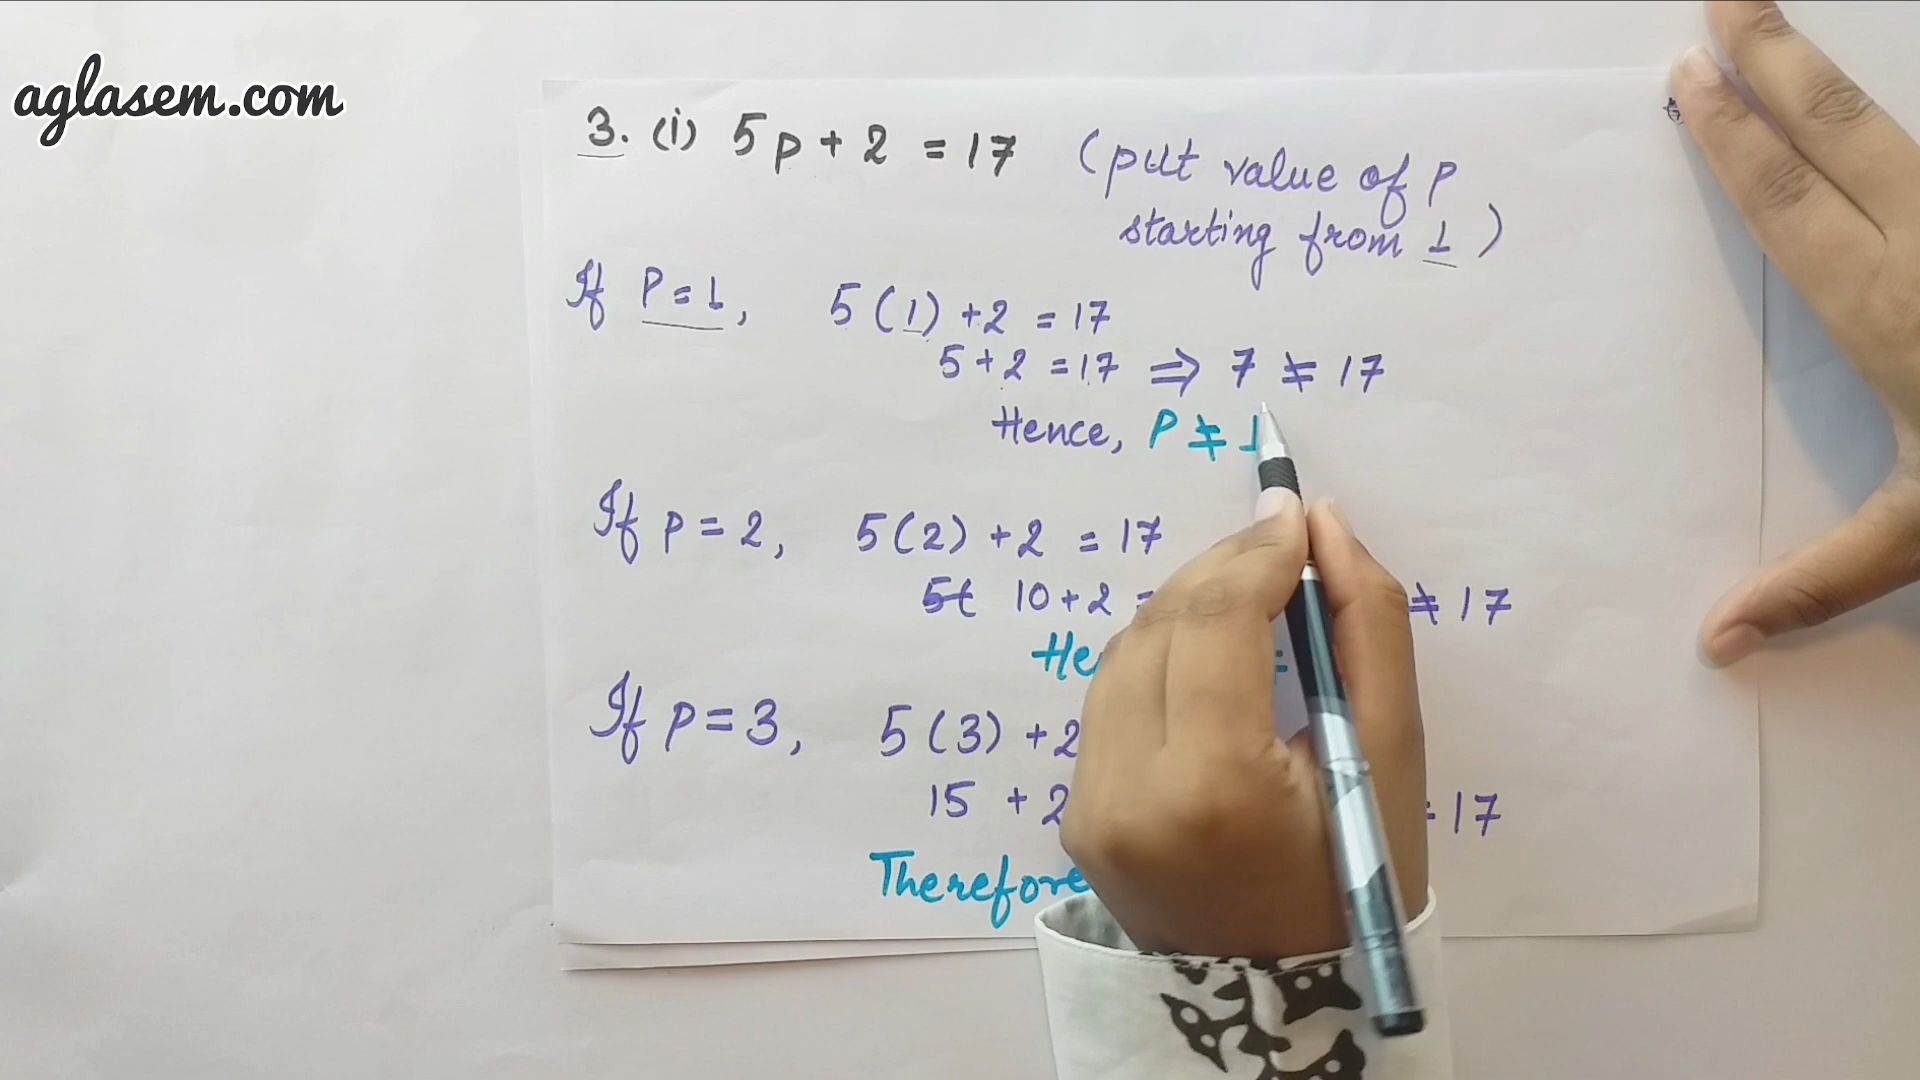 aglasem.com
3. (i) 5p + 2 = 17 (put value of P
starting from 1)
If P = 1, 5(1) + 2 = 17
5 + 2 = 17 ⇒ 7 ≠ 17
Hence, P ≠ 1
If p = 2, 5(2) + 2 = 17
10 + 2 = ≠ 17
If p = 3, 5(3) + 2
15 + 2 = 17
Therefore